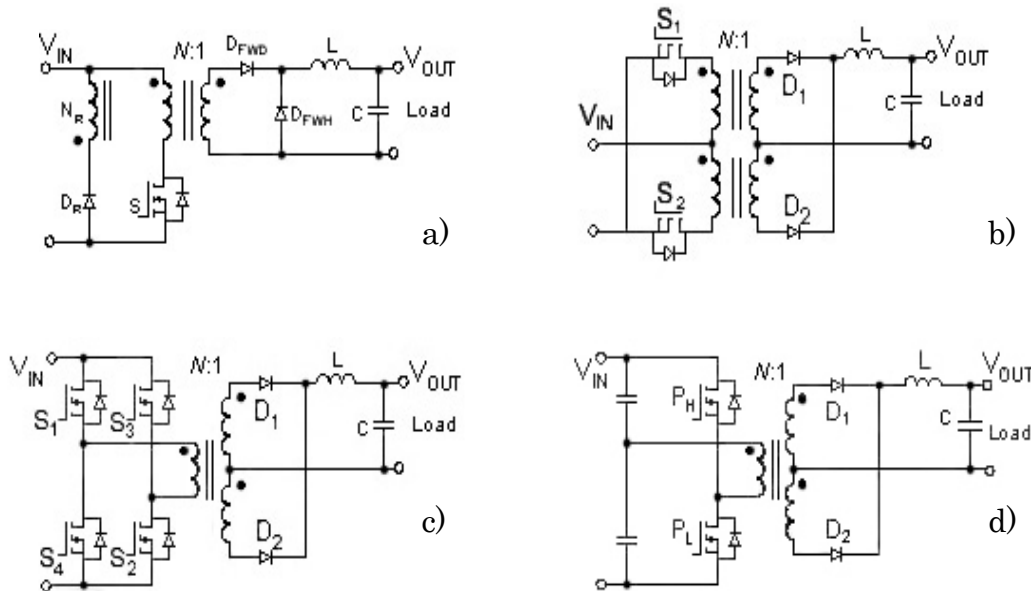 V_IN
N:1
D_FWD
L
V_OUT
N_R
D_FWH
C
Load
D_R
S
a)
S_1
N:1
L
V_OUT
D_1
C
Load
V_IN
S_2
D_2
b)
V_IN
N:1
L
V_OUT
S_1
S_3
D_1
C
Load
S_4
S_2
D_2
c)
V_IN
N:1
L
V_OUT
P_H
D_1
C
Load
P_L
D_2
d)